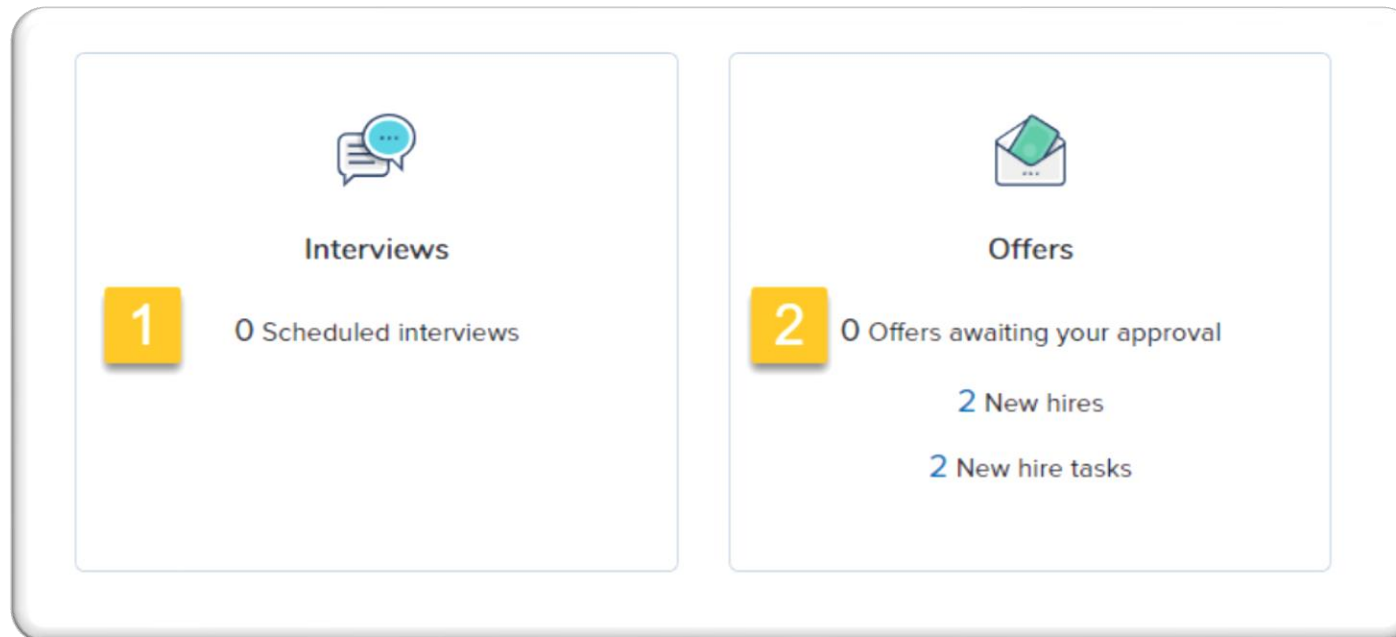 Interviews
1
0 Scheduled interviews
Offers
2
0 Offers awaiting your approval
2 New hires
2 New hire tasks